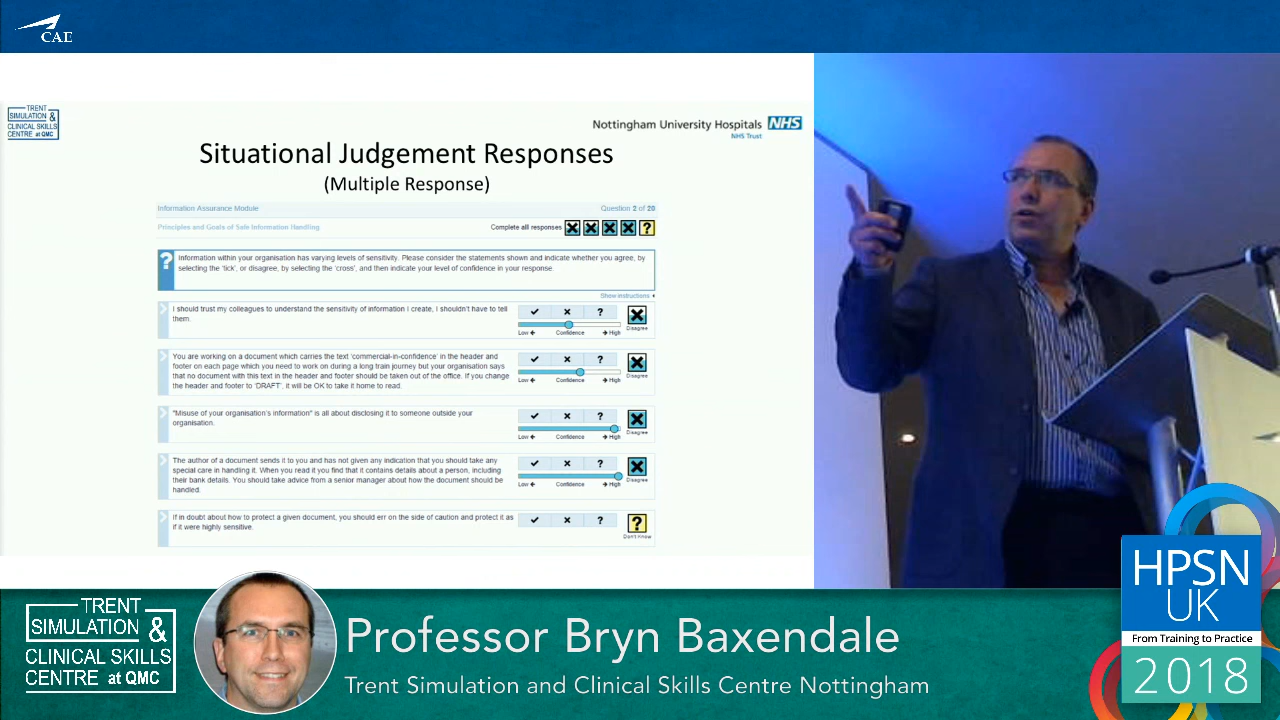 CAE
TRENT
SIMULATION &
CLINICAL SKILLS
CENTRE at QMC
Nottingham University Hospitals NHS
NHS Trust
Situational Judgement Responses
(Multiple Response)
Information Assurance Module
Question 2 of 20
Principles and Goals of Safe Information Handling
Complete all responses
?
? Information within your organisation has varying levels of sensitivity. Please consider the statements shown and indicate whether you agree, by
selecting the 'tick', or disagree, by selecting the 'cross', and then indicate your level of confidence in your response.
Show instructions
I should trust my colleagues to understand the sensitivity of information I create, I shouldn't have to tell
them.
?
Low Confidence High
Disagree
You are working on a document which carries the text 'commercial-in-confidence' in the header and
footer on each page which you need to work on during a long train journey but your organisation says
that no document with this text in the header and footer should be taken out of the office. If you change
the header and footer to 'DRAFT', it will be OK to take it home to read.
?
Low Confidence High
Disagree
"Misuse of your organisation's information" is all about disclosing it to someone outside your
organisation.
?
Low Confidence High
Disagree
The author of a document sends it to you and has not given any indication that you should take any
special care in handling it. When you read it you find that it contains details about a person, including
their bank details. You should take advice from a senior manager about how the document should be
handled.
?
Low Confidence High
Disagree
If in doubt about how to protect a given document, you should err on the side of caution and protect it as
if it were highly sensitive.
?
?
Don't Know
TRENT
SIMULATION &
CLINICAL SKILLS
CENTRE at QMC
Professor Bryn Baxendale
Trent Simulation and Clinical Skills Centre Nottingham
HPSN
UK
From Training to Practice
2018